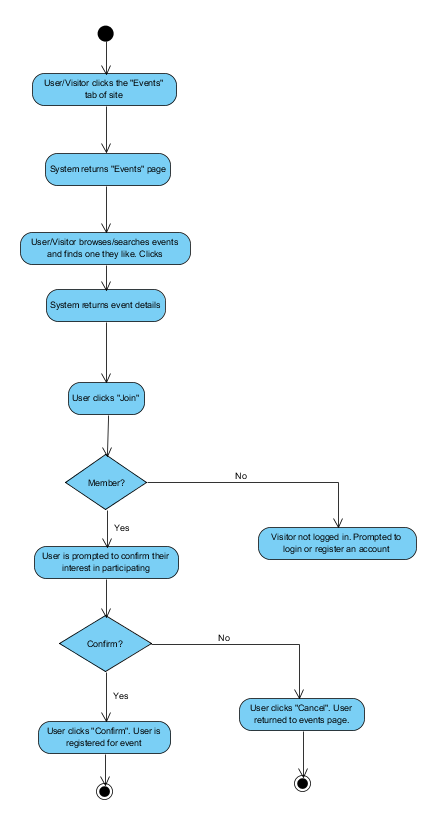 User/Visitor clicks the "Events"
tab of site
System returns "Events" page
User/Visitor browses/searches events
and finds one they like. Clicks
System returns event details
User clicks "Join"
Member?
No
Yes
Visitor not logged in. Prompted to
login or register an account
User is prompted to confirm their
interest in participating
Confirm?
No
Yes
User clicks "Cancel". User
returned to events page.
User clicks "Confirm". User is
registered for event